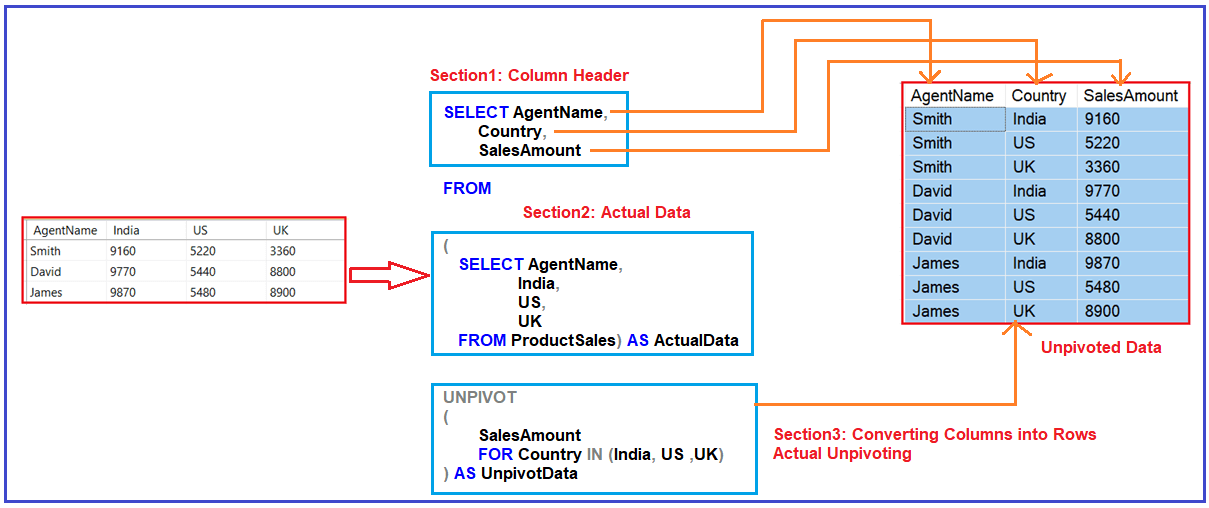 Section1: Column Header
SELECT AgentName,
Country,
SalesAmount
FROM
Section2: Actual Data
AgentName India US UK
Smith 9160 5220 3360
David 9770 5440 8800
James 9870 5480 8900
(
SELECT AgentName,
India,
US,
UK
FROM ProductSales) AS ActualData
UNPIVOT
(
SalesAmount
FOR Country IN (India, US ,UK)
) AS UnpivotData
Section3: Converting Columns into Rows
Actual Unpivoting
AgentName Country SalesAmount
Smith India 9160
Smith US 5220
Smith UK 3360
David India 9770
David US 5440
David UK 8800
James India 9870
James US 5480
James UK 8900
Unpivoted Data